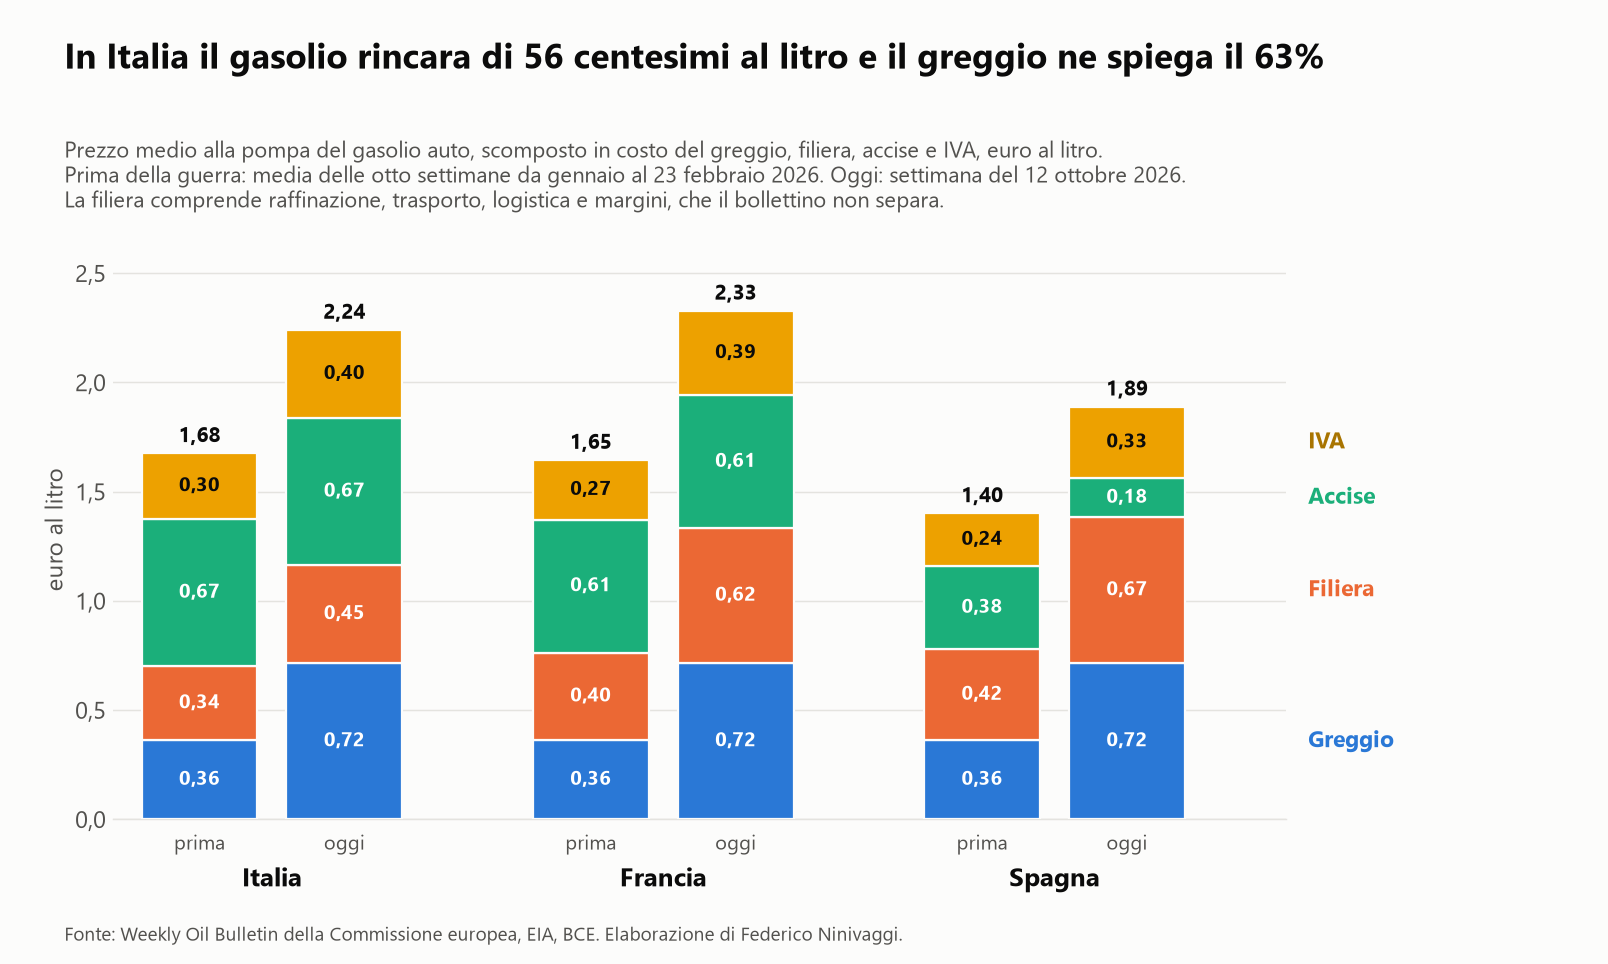 In Italia il gasolio rincara di 56 centesimi al litro e il greggio ne spiega il 63%
Prezzo medio alla pompa del gasolio auto, scomposto in costo del greggio, filiera, accise e IVA, euro al litro.
Prima della guerra: media delle otto settimane da gennaio al 23 febbraio 2026. Oggi: settimana del 12 ottobre 2026.
La filiera comprende raffinazione, trasporto, logistica e margini, che il bollettino non separa.
euro al litro
2,5
2,0
1,5
1,0
0,5
0,0
1,68
0,30
0,67
0,34
0,36
prima
2,24
0,40
0,67
0,45
0,72
oggi
Italia
1,65
0,27
0,61
0,40
0,36
prima
2,33
0,39
0,61
0,62
0,72
oggi
Francia
1,40
0,24
0,38
0,42
0,36
prima
1,89
0,33
0,18
0,67
0,72
oggi
Spagna
IVA
Accise
Filiera
Greggio
Fonte: Weekly Oil Bulletin della Commissione europea, EIA, BCE. Elaborazione di Federico Ninivaggi.